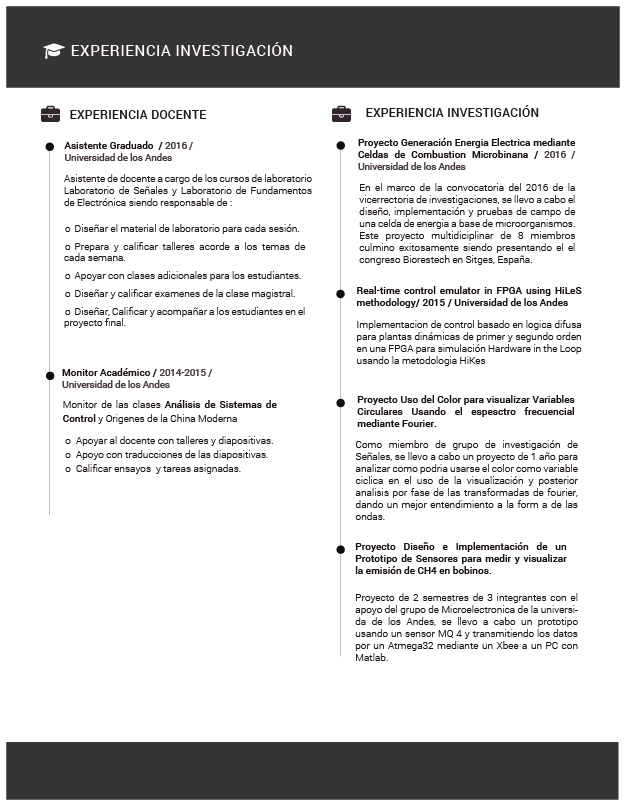 EXPERIENCIA INVESTIGACIÓN
EXPERIENCIA DOCENTE
Asistente Graduado / 2016 /
Universidad de los Andes
Asistente de docente a cargo de los cursos de laboratorio
Laboratorio de Señales y Laboratorio de Fundamentos
de Electrónica siendo responsable de :
o Diseñar el material de laboratorio para cada sesión.
o Prepara y calificar talleres acorde a los temas de
cada semana.
o Apoyar con clases adicionales para los estudiantes.
o Diseñar y calificar examenes de la clase magistral.
o Diseñar, Calificar y acompañar a los estudiantes en el
proyecto final.
Monitor Académico / 2014-2015 /
Universidad de los Andes
Monitor de las clases Análisis de Sistemas de
Control y Origenes de la China Moderna
o Apoyar al docente con talleres y diapositivas.
o Apoyo con traducciones de las diapositivas.
o Calificar ensayos y tareas asignadas.
EXPERIENCIA INVESTIGACIÓN
Proyecto Generación Energia Electrica mediante
Celdas de Combustion Microbinana / 2016 /
Universidad de los Andes
En el marco de la convocatoria del 2016 de la
vicerrectoria de investigaciones, se llevo a cabo el
diseño, implementación y pruebas de campo de
una celda de energia a base de microorganismos.
Este proyecto multidiciplinar de 8 miembros
culmino exitosamente siendo presentando el el
congreso Biorestech en Sitges, España.
Real-time control emulator in FPGA using HiLeS
methodology/ 2015 / Universidad de los Andes
Implementacion de control basado en logica difusa
para plantas dinámicas de primer y segundo orden
en una FPGA para simulación Hardware in the Loop
usando la metodologia HiKes
Proyecto Uso del Color para visualizar Variables
Circulares Usando el espesctro frecuencial
mediante Fourier.
Como miembro de grupo de investigación de
Señales, se llevo a cabo un proyecto de 1 año para
analizar como podria usarse el color como variable
ciclica en el uso de la visualización y posterior
analisis por fase de las transformadas de fourier,
dando un mejor entendimiento a la form a de las
ondas.
Proyecto Diseño e Implementación de un
Prototipo de Sensores para medir y visualizar
la emisión de CH4 en bobinos.
Proyecto de 2 semestres de 3 integrantes con el
apoyo del grupo de Microelectronica de la universi-
da de los Andes, se llevo a cabo un prototipo
usando un sensor MQ 4 y transmitiendo los datos
por un Atmega32 mediante un Xbee a un PC con
Matlab.